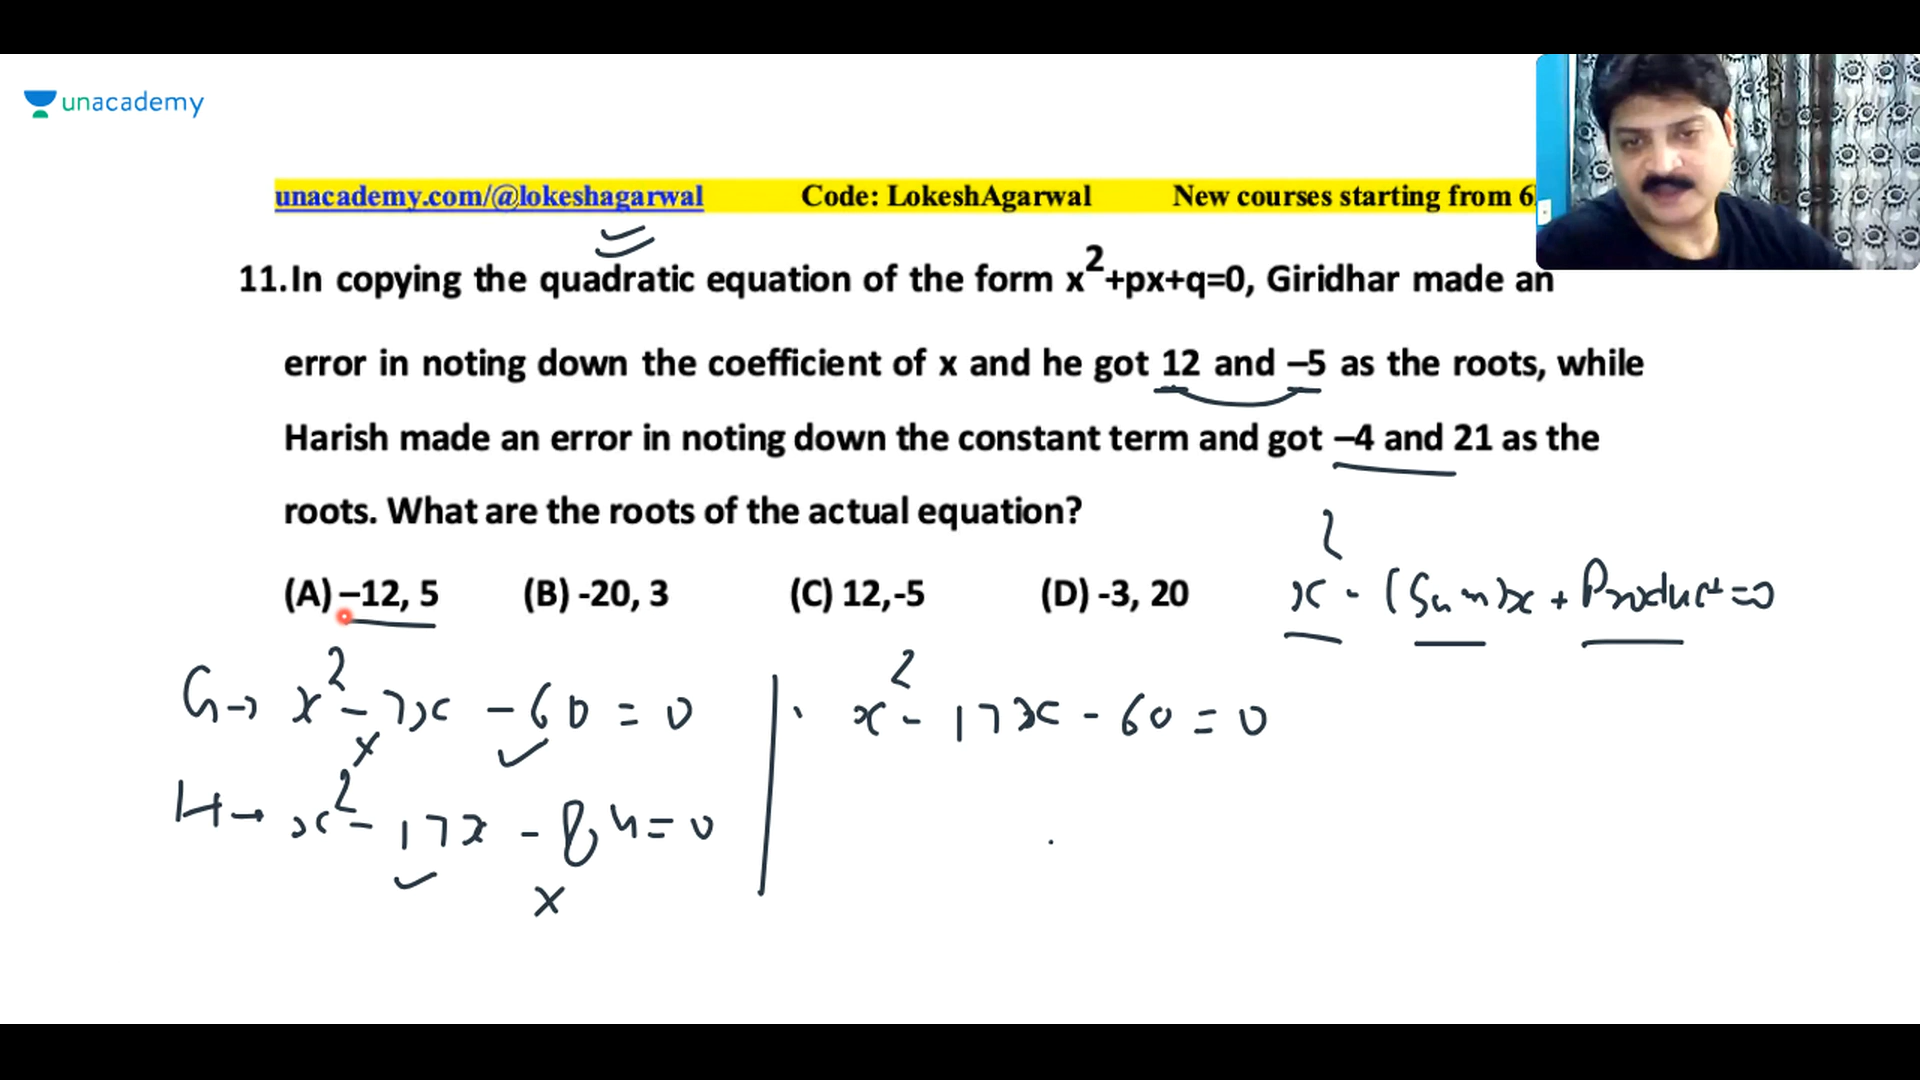 unacademy
unacademy.com/@lokeshagarwal Code: LokeshAgarwal New courses starting from 6
11. In copying the quadratic equation of the form x²+px+q=0, Giridhar made an
error in noting down the coefficient of x and he got 12 and –5 as the roots, while
Harish made an error in noting down the constant term and got –4 and 21 as the
roots. What are the roots of the actual equation?
(A) –12, 5 (B) -20, 3 (C) 12,-5 (D) -3, 20
x² - (Sum)x + Product = 0
G→ x² - 7x - 60 = 0
H→ x² - 17x - 84 = 0
x² - 17x - 60 = 0